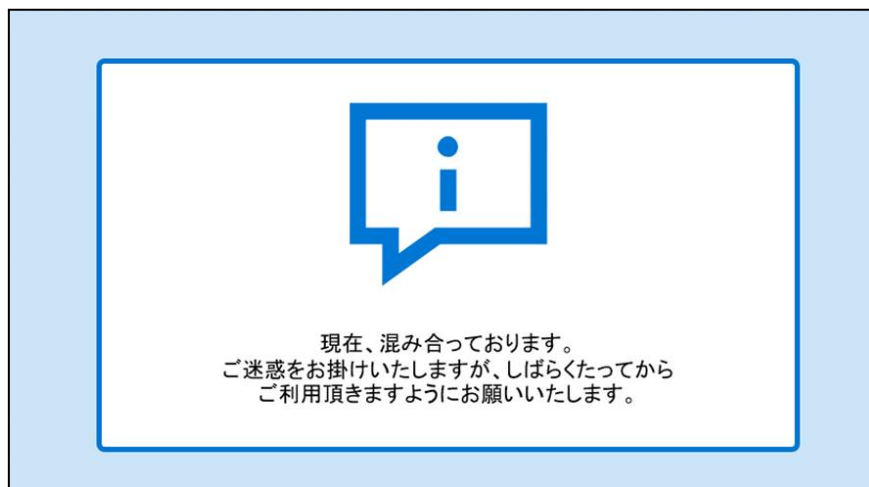 現在、混み合っております。
ご迷惑をお掛けいたしますが、しばらくたってから
ご利用頂きますようにお願いいたします。